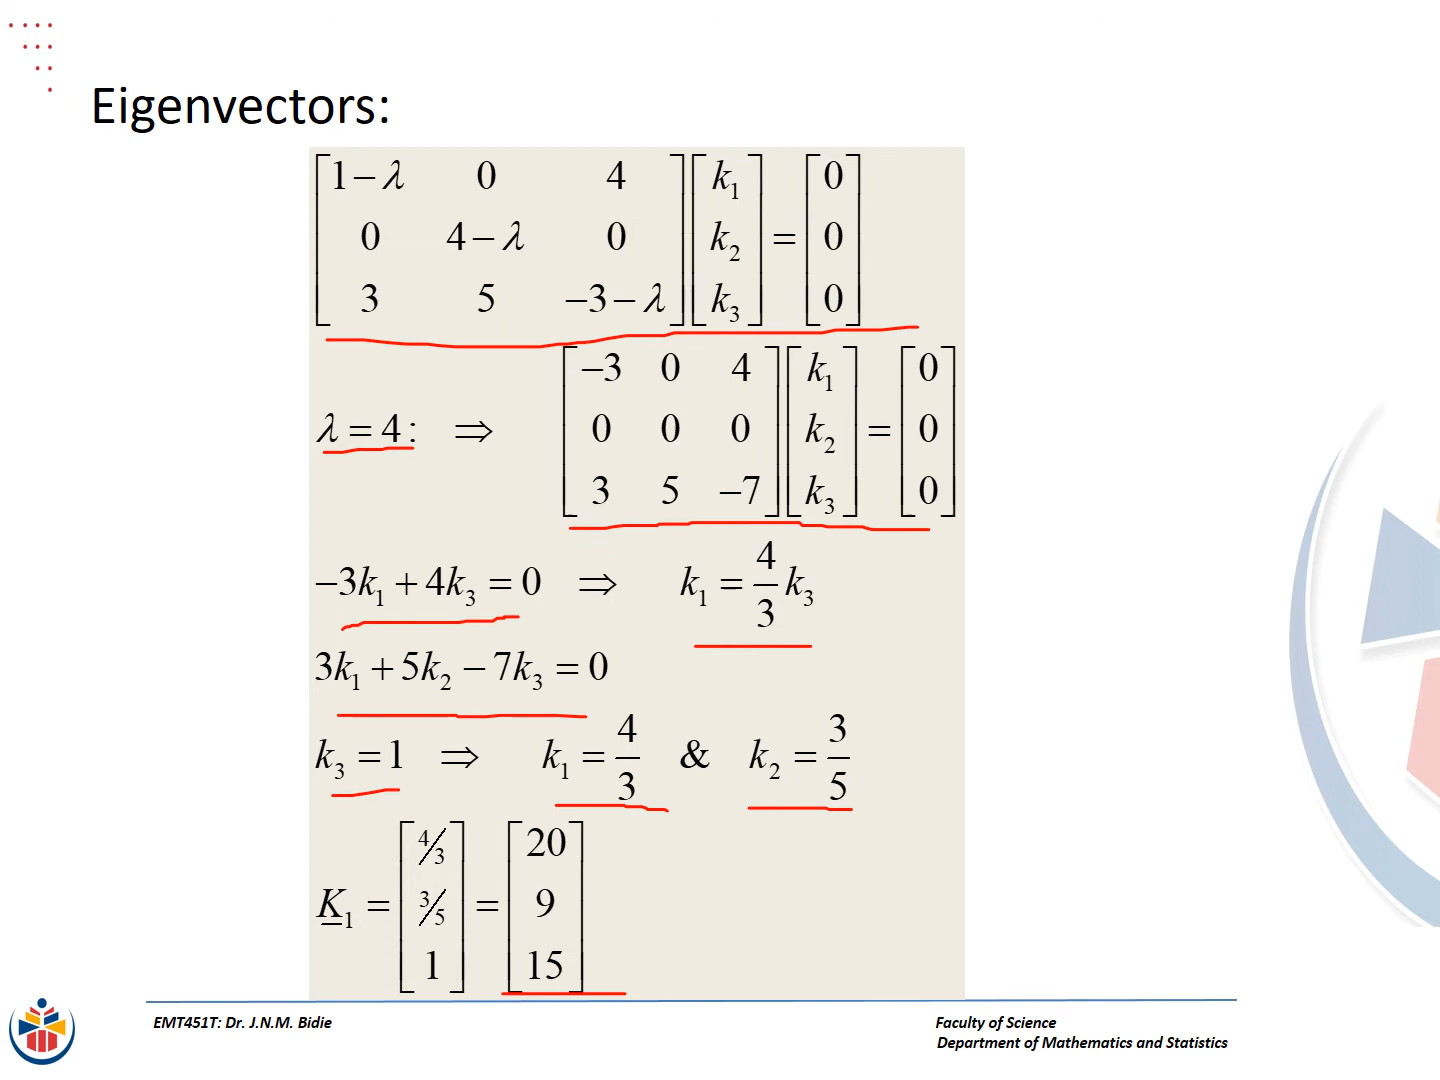 Eigenvectors:
[1−λ 0 4; 0 4−λ 0; 3 5 −3−λ] [k₁; k₂; k₃] = [0; 0; 0]
λ = 4 : ⇒ [−3 0 4; 0 0 0; 3 5 −7] [k₁; k₂; k₃] = [0; 0; 0]
−3k₁ + 4k₃ = 0 ⇒ k₁ = 4/3 k₃
3k₁ + 5k₂ − 7k₃ = 0
k₃ = 1 ⇒ k₁ = 4/3 & k₂ = 3/5
K₁ = [4/3; 3/5; 1] = [20; 9; 15]
EMT451T: Dr. J.N.M. Bidie
Faculty of Science
Department of Mathematics and Statistics